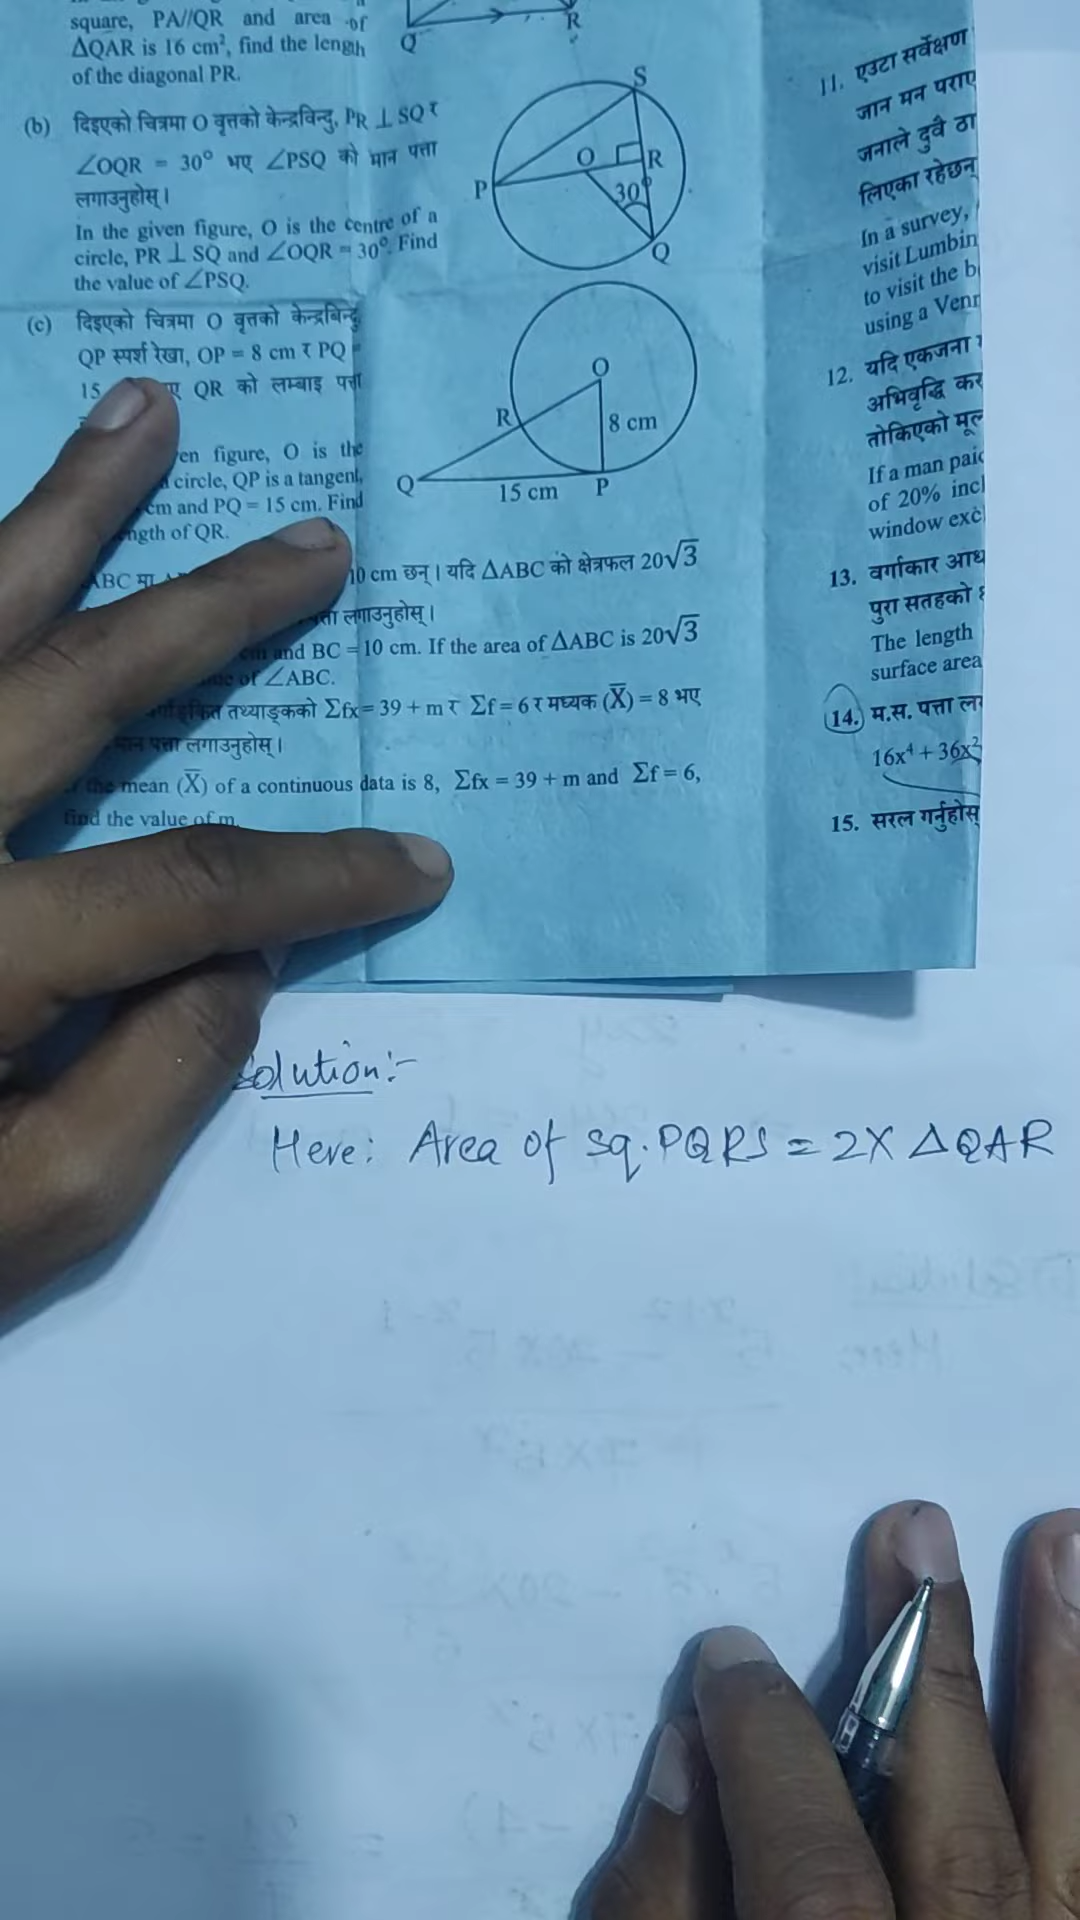 square, PA//QR and area of
ΔQAR is 16 cm², find the length
of the diagonal PR.
Q
R
(b) दिइएको चित्रमा O वृत्तको केन्द्रविन्दु, PR ⊥ SQ र
∠OQR = 30° भए ∠PSQ को मान पत्ता
लगाउनुहोस् ।
In the given figure, O is the centre of a
circle, PR ⊥ SQ and ∠OQR = 30°. Find
the value of ∠PSQ.
S
O
R
P
30°
Q
(c) दिइएको चित्रमा O वृत्तको केन्द्रबिन्दु,
QP स्पर्श रेखा, OP = 8 cm र PQ =
15 QR को लम्बाइ पत्ता
figure, O is the
circle, QP is a tangent,
cm and PQ = 15 cm. Find
of QR.
O
R
8 cm
Q
15 cm
P
ABC मा 10 cm छन् । यदि ΔABC को क्षेत्रफल 20√3
लगाउनुहोस् ।
and BC = 10 cm. If the area of ΔABC is 20√3
of ∠ABC.
तथ्याङ्कको Σfx = 39 + m र Σf = 6 र मध्यक (X̄) = 8 भए
मान पत्ता लगाउनुहोस् ।
the mean (X̄) of a continuous data is 8, Σfx = 39 + m and Σf = 6,
find the value of m.
11. एउटा सर्वेक्षण
जान मन पराए
जनाले दुवै ठा
लिएका रहेछन्
In a survey,
visit Lumbin
to visit the b
using a Venn
12. यदि एकजना
अभिवृद्धि कर
तोकिएको मूल
If a man paid
of 20% incl
window exc
13. वर्गाकार आध
पुरा सतहको
The length
surface area
14. म.स. पत्ता ल
16x⁴ + 36x²
15. सरल गर्नुहोस्
Solution:-
Here: Area of sq. PQRS = 2X ΔQAR